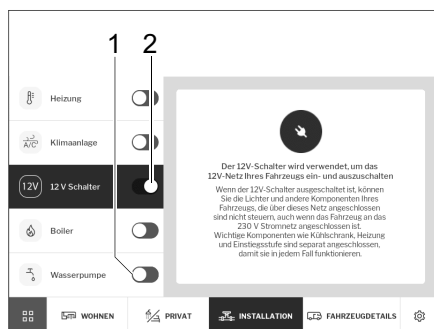 1 2
Heizung
A/C Klimaanlage
12V 12 V Schalter
Boiler
Wasserpumpe
Der 12V-Schalter wird verwendet, um das
12V-Netz Ihres Fahrzeugs ein- und auszuschalten
Wenn der 12V-Schalter ausgeschaltet ist, können
Sie die Lichter und andere Komponenten Ihres
Fahrzeugs, die über dieses Netz angeschlossen
sind nicht steuern, auch wenn das Fahrzeug an das
230 V Stromnetz angeschlossen ist.
Wichtige Komponenten wie Kühlschrank, Heizung
und Einstiegsstufe sind separat angeschlossen,
damit sie in jedem Fall funktionieren.
WOHNEN PRIVAT INSTALLATION FAHRZEUGDETAILS